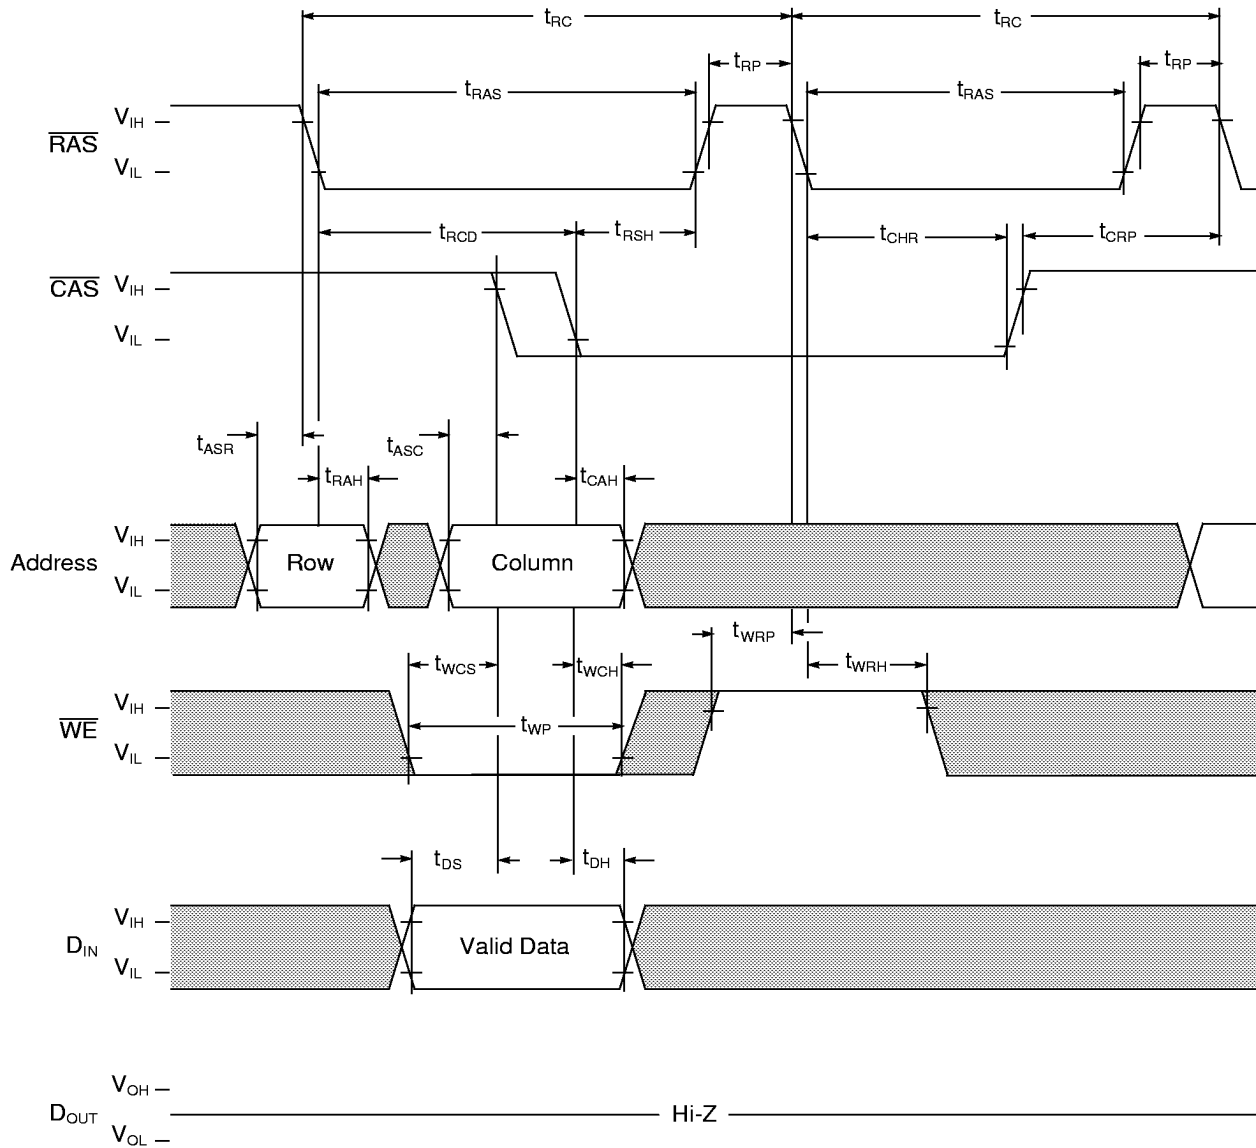 tRC tRC
tRP tRP
tRAS tRAS
RAS VIH
VIL
tRCD tRSH tCHR tCRP
CAS VIH
VIL
tASR tASC
tRAH tCAH
Address VIH
VIL
Row Column
tWRP
tWCS tWCH tWRH
WE VIH
VIL
tWP
tDS tDH
DIN VIH
VIL
Valid Data
DOUT VOH
VOL
Hi-Z